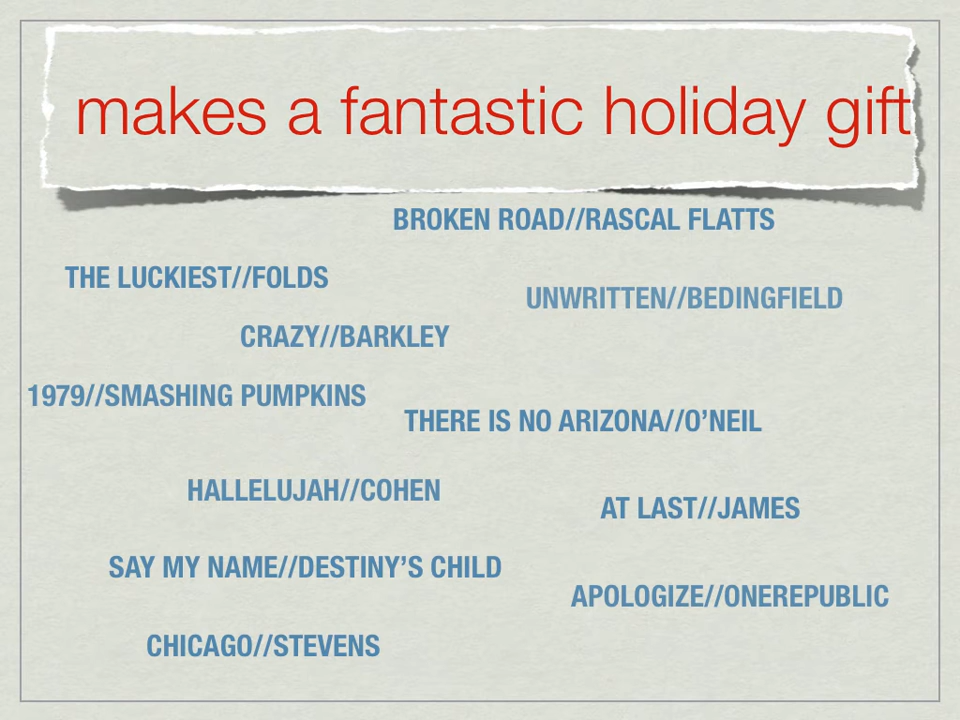 makes a fantastic holiday gift
BROKEN ROAD//RASCAL FLATTS
THE LUCKIEST//FOLDS
UNWRITTEN//BEDINGFIELD
CRAZY//BARKLEY
1979//SMASHING PUMPKINS
THERE IS NO ARIZONA//O’NEIL
HALLELUJAH//COHEN
AT LAST//JAMES
SAY MY NAME//DESTINY’S CHILD
APOLOGIZE//ONEREPUBLIC
CHICAGO//STEVENS